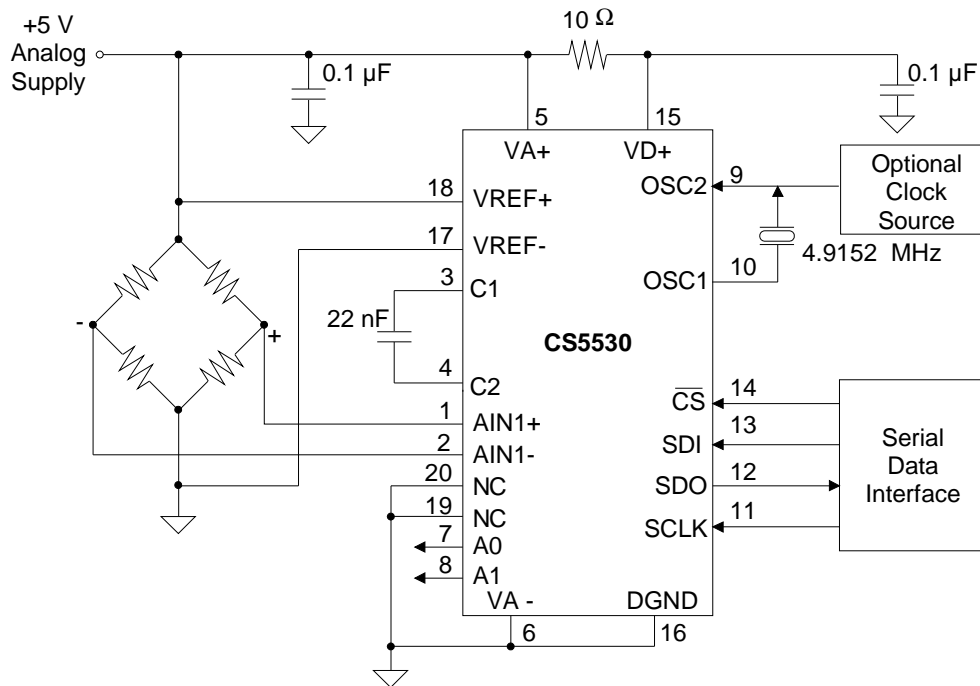 +5 V
Analog
Supply
0.1 µF
10 Ω
0.1 µF
5
15
VA+
VD+
18
VREF+
17
VREF-
3
C1
22 nF
4
C2
1
AIN1+
2
AIN1-
20
NC
19
NC
7
A0
8
A1
VA -
6
DGND
16
CS5530
-
+
OSC2
9
Optional
Clock
Source
4.9152 MHz
10
OSC1
CS
14
SDI
13
SDO
12
SCLK
11
Serial
Data
Interface